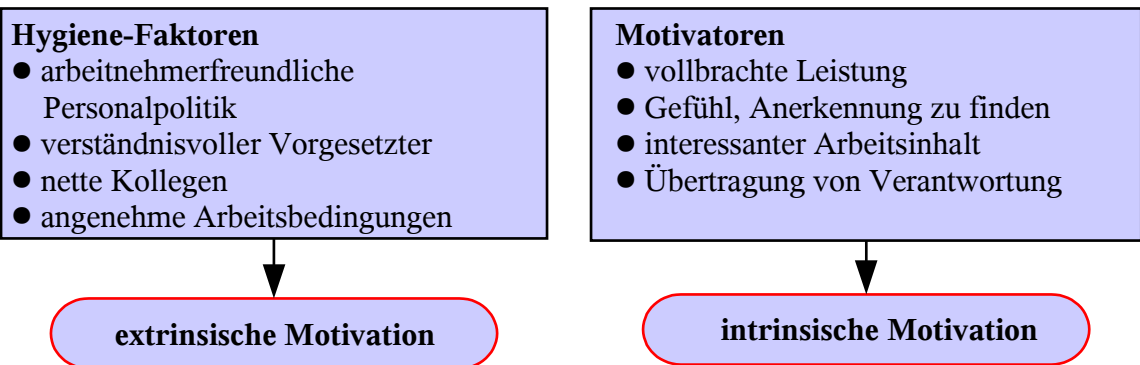 Hygiene-Faktoren
● arbeitnehmerfreundliche
Personalpolitik
● verständnisvoller Vorgesetzter
● nette Kollegen
● angenehme Arbeitsbedingungen
extrinsische Motivation
Motivatoren
● vollbrachte Leistung
● Gefühl, Anerkennung zu finden
● interessanter Arbeitsinhalt
● Übertragung von Verantwortung
intrinsische Motivation